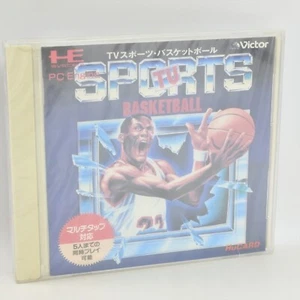 TVスポーツ・バスケットボール
Victor
PC Engine
SPORTS
TV
BASKETBALL
マルチタップ
対応
5人までの
同時プレイ
可能
HuCARD